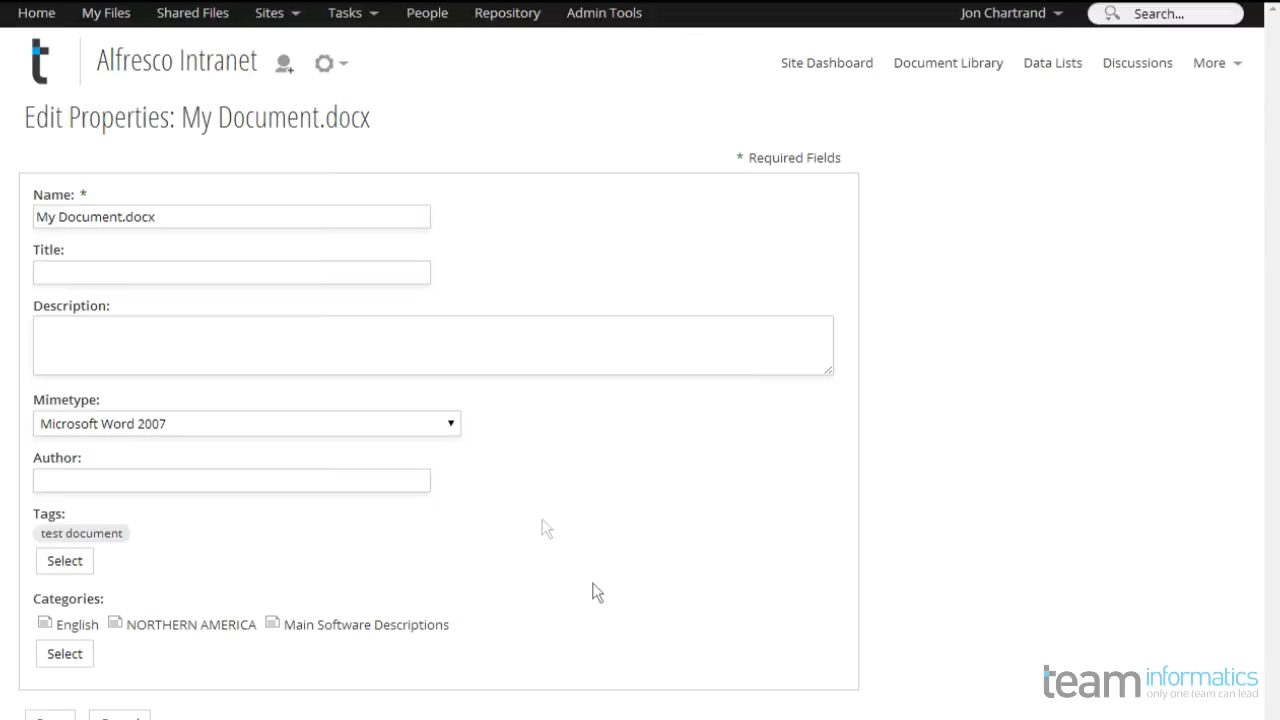 Home My Files Shared Files Sites Tasks People Repository Admin Tools Jon Chartrand Search...
t Alfresco Intranet Site Dashboard Document Library Data Lists Discussions More
Edit Properties: My Document.docx
* Required Fields
Name: *
My Document.docx
Title:
Description:
Mimetype:
Microsoft Word 2007
Author:
Tags:
test document
Select
Categories:
English NORTHERN AMERICA Main Software Descriptions
Select
team informatics
only one team can lead